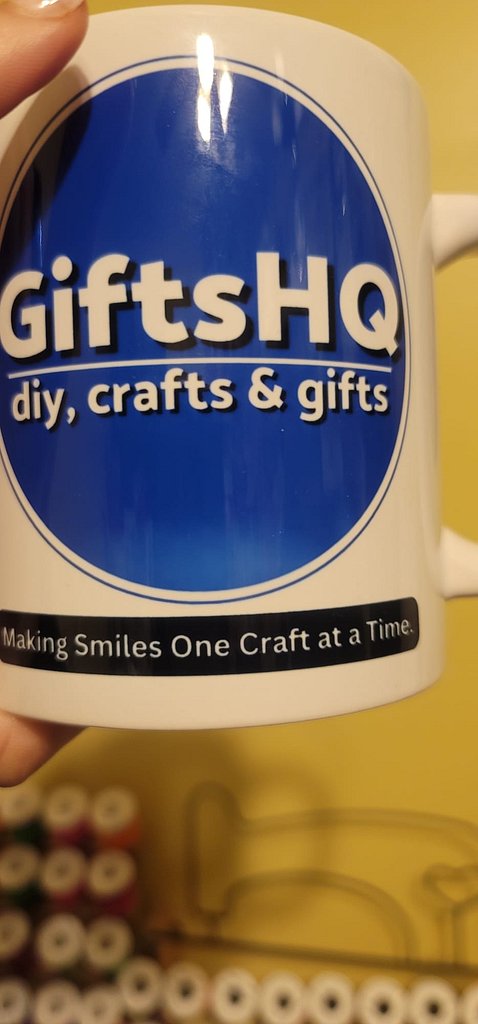 GiftsHQ
diy, crafts & gifts
Making Smiles One Craft at a Time.